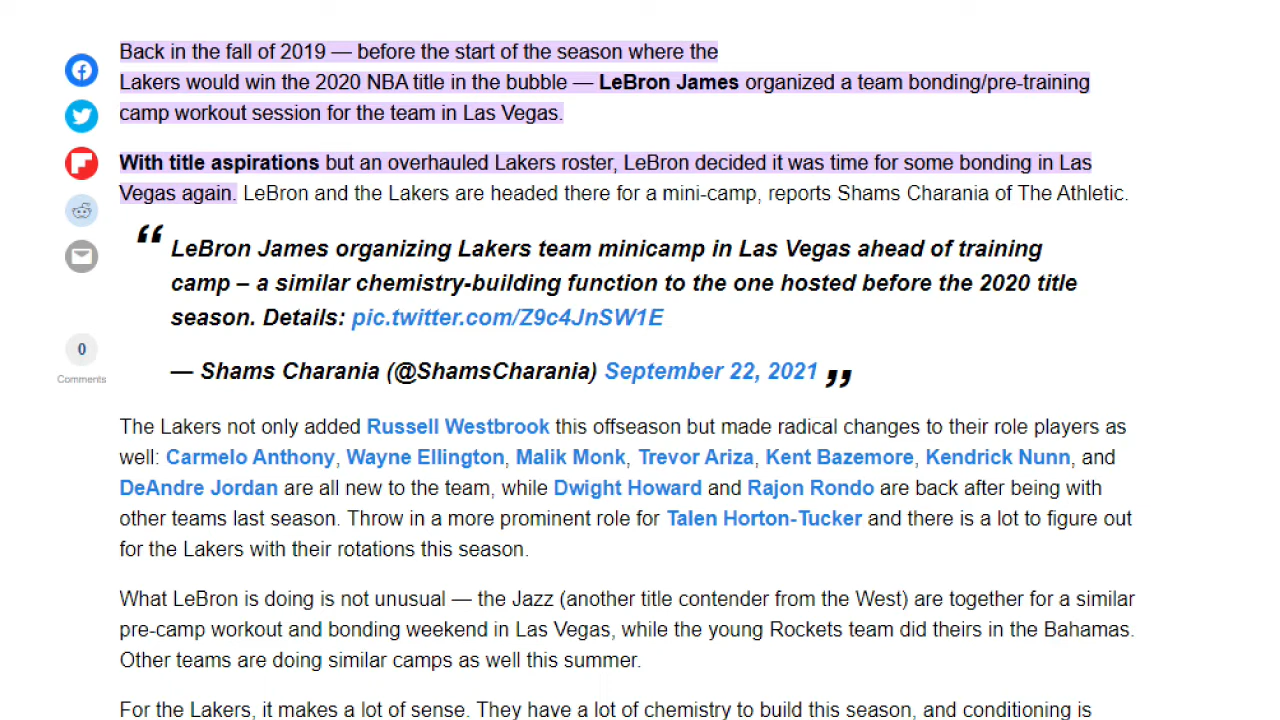 Back in the fall of 2019 — before the start of the season where the
Lakers would win the 2020 NBA title in the bubble — LeBron James organized a team bonding/pre-training
camp workout session for the team in Las Vegas.
With title aspirations but an overhauled Lakers roster, LeBron decided it was time for some bonding in Las
Vegas again. LeBron and the Lakers are headed there for a mini-camp, reports Shams Charania of The Athletic.
“ LeBron James organizing Lakers team minicamp in Las Vegas ahead of training
camp – a similar chemistry-building function to the one hosted before the 2020 title
season. Details: pic.twitter.com/Z9c4JnSW1E
0
Comments
— Shams Charania (@ShamsCharania) September 22, 2021 ”
The Lakers not only added Russell Westbrook this offseason but made radical changes to their role players as
well: Carmelo Anthony, Wayne Ellington, Malik Monk, Trevor Ariza, Kent Bazemore, Kendrick Nunn, and
DeAndre Jordan are all new to the team, while Dwight Howard and Rajon Rondo are back after being with
other teams last season. Throw in a more prominent role for Talen Horton-Tucker and there is a lot to figure out
for the Lakers with their rotations this season.
What LeBron is doing is not unusual — the Jazz (another title contender from the West) are together for a similar
pre-camp workout and bonding weekend in Las Vegas, while the young Rockets team did theirs in the Bahamas.
Other teams are doing similar camps as well this summer.
For the Lakers, it makes a lot of sense. They have a lot of chemistry to build this season, and conditioning is